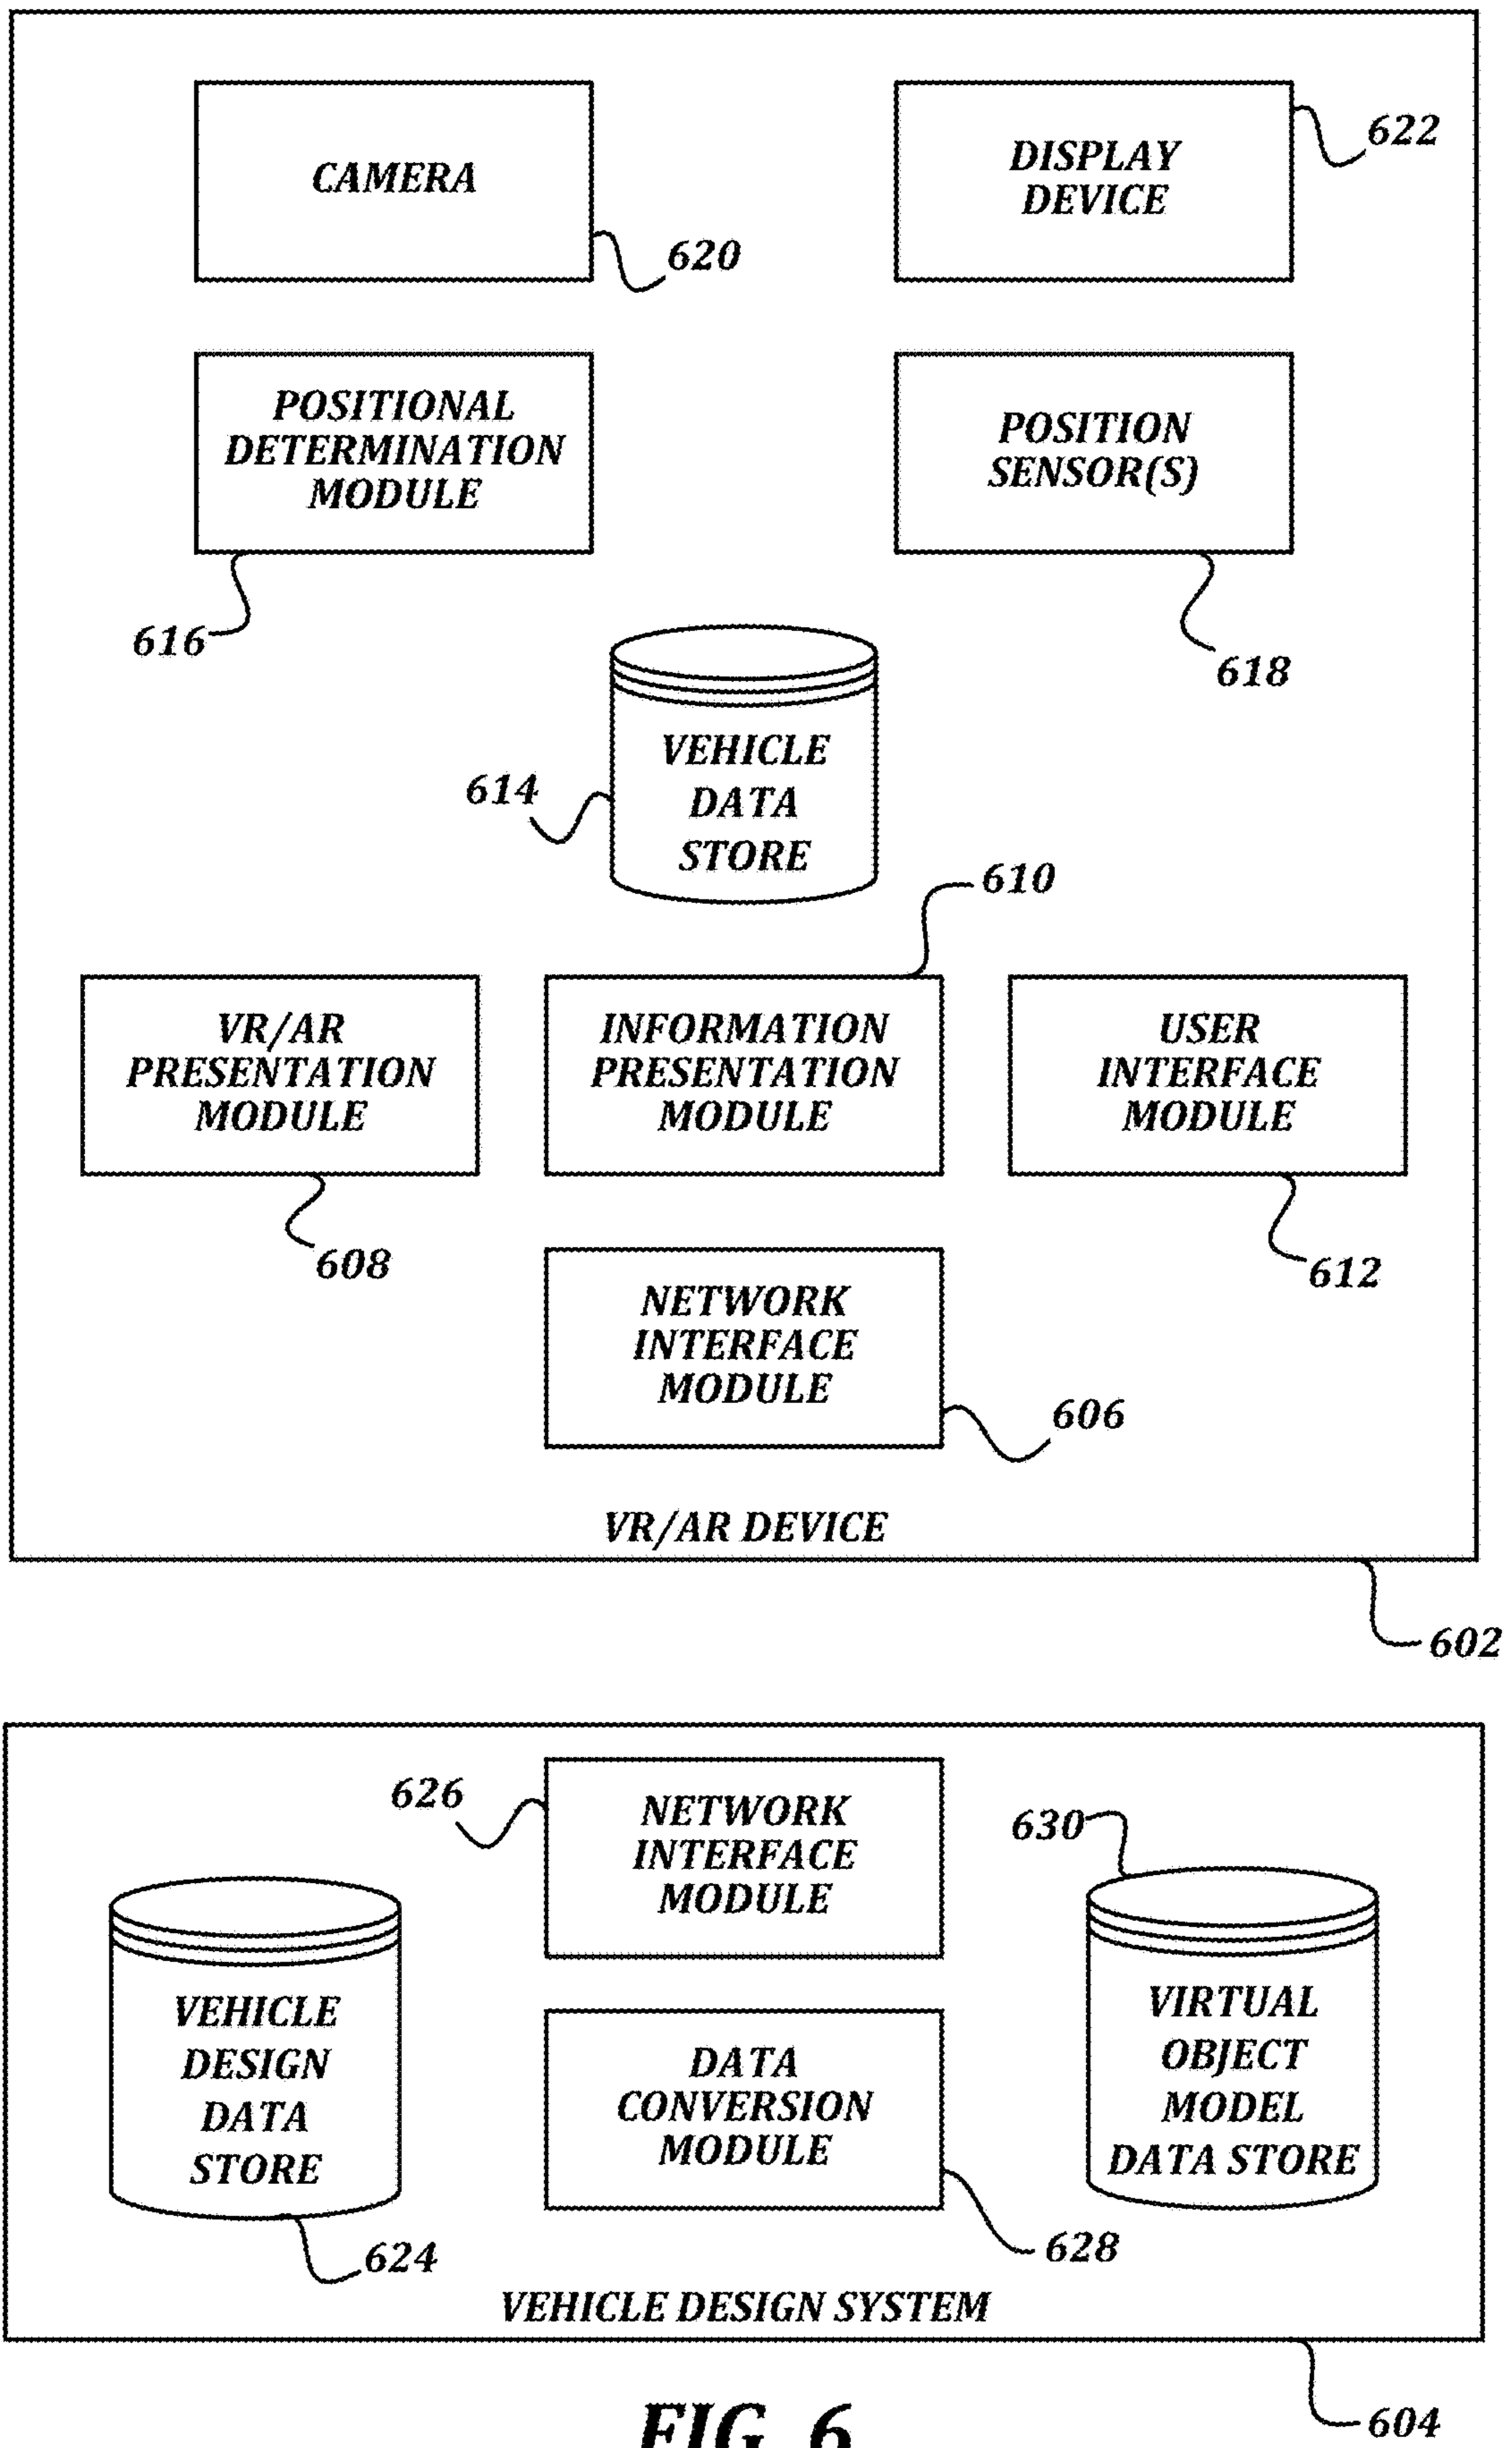 CAMERA
620
DISPLAY
DEVICE
622
POSITIONAL
DETERMINATION
MODULE
616
POSITION
SENSOR(S)
618
VEHICLE
DATA
STORE
614
610
VR/AR
PRESENTATION
MODULE
608
INFORMATION
PRESENTATION
MODULE
USER
INTERFACE
MODULE
612
NETWORK
INTERFACE
MODULE
606
VR/AR DEVICE
602
626
NETWORK
INTERFACE
MODULE
630
VEHICLE
DESIGN
DATA
STORE
624
DATA
CONVERSION
MODULE
628
VIRTUAL
OBJECT
MODEL
DATA STORE
VEHICLE DESIGN SYSTEM
604
FIG. 6